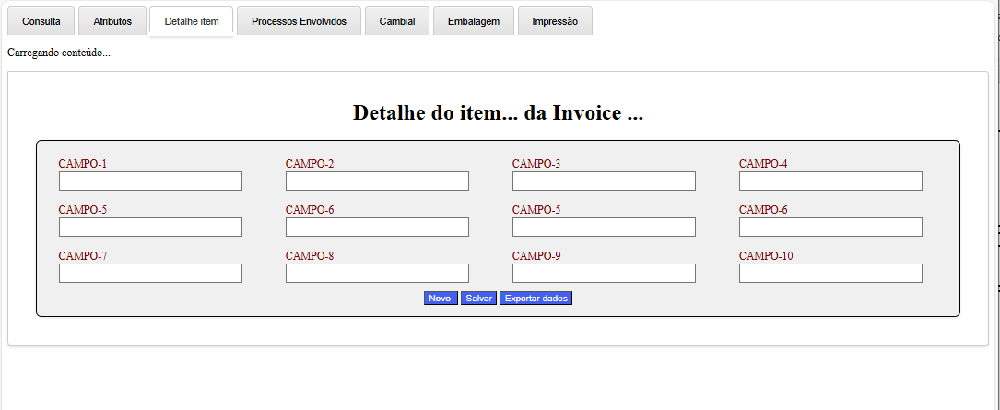 Consulta Atributos Detalhe item Processos Envolvidos Cambial Embalagem Impressão
Carregando conteúdo...
Detalhe do item... da Invoice ...
CAMPO-1 CAMPO-2 CAMPO-3 CAMPO-4
CAMPO-5 CAMPO-6 CAMPO-5 CAMPO-6
CAMPO-7 CAMPO-8 CAMPO-9 CAMPO-10
Novo Salvar Exportar dados